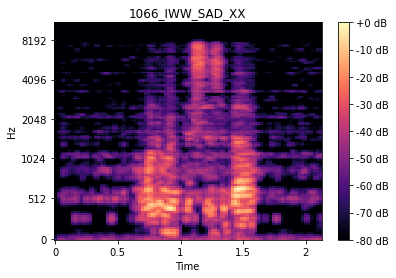 1066_IWW_SAD_XX
Hz
8192
4096
2048
1024
512
0
0
0.5
1
1.5
2
Time
+0 dB
-10 dB
-20 dB
-30 dB
-40 dB
-50 dB
-60 dB
-70 dB
-80 dB